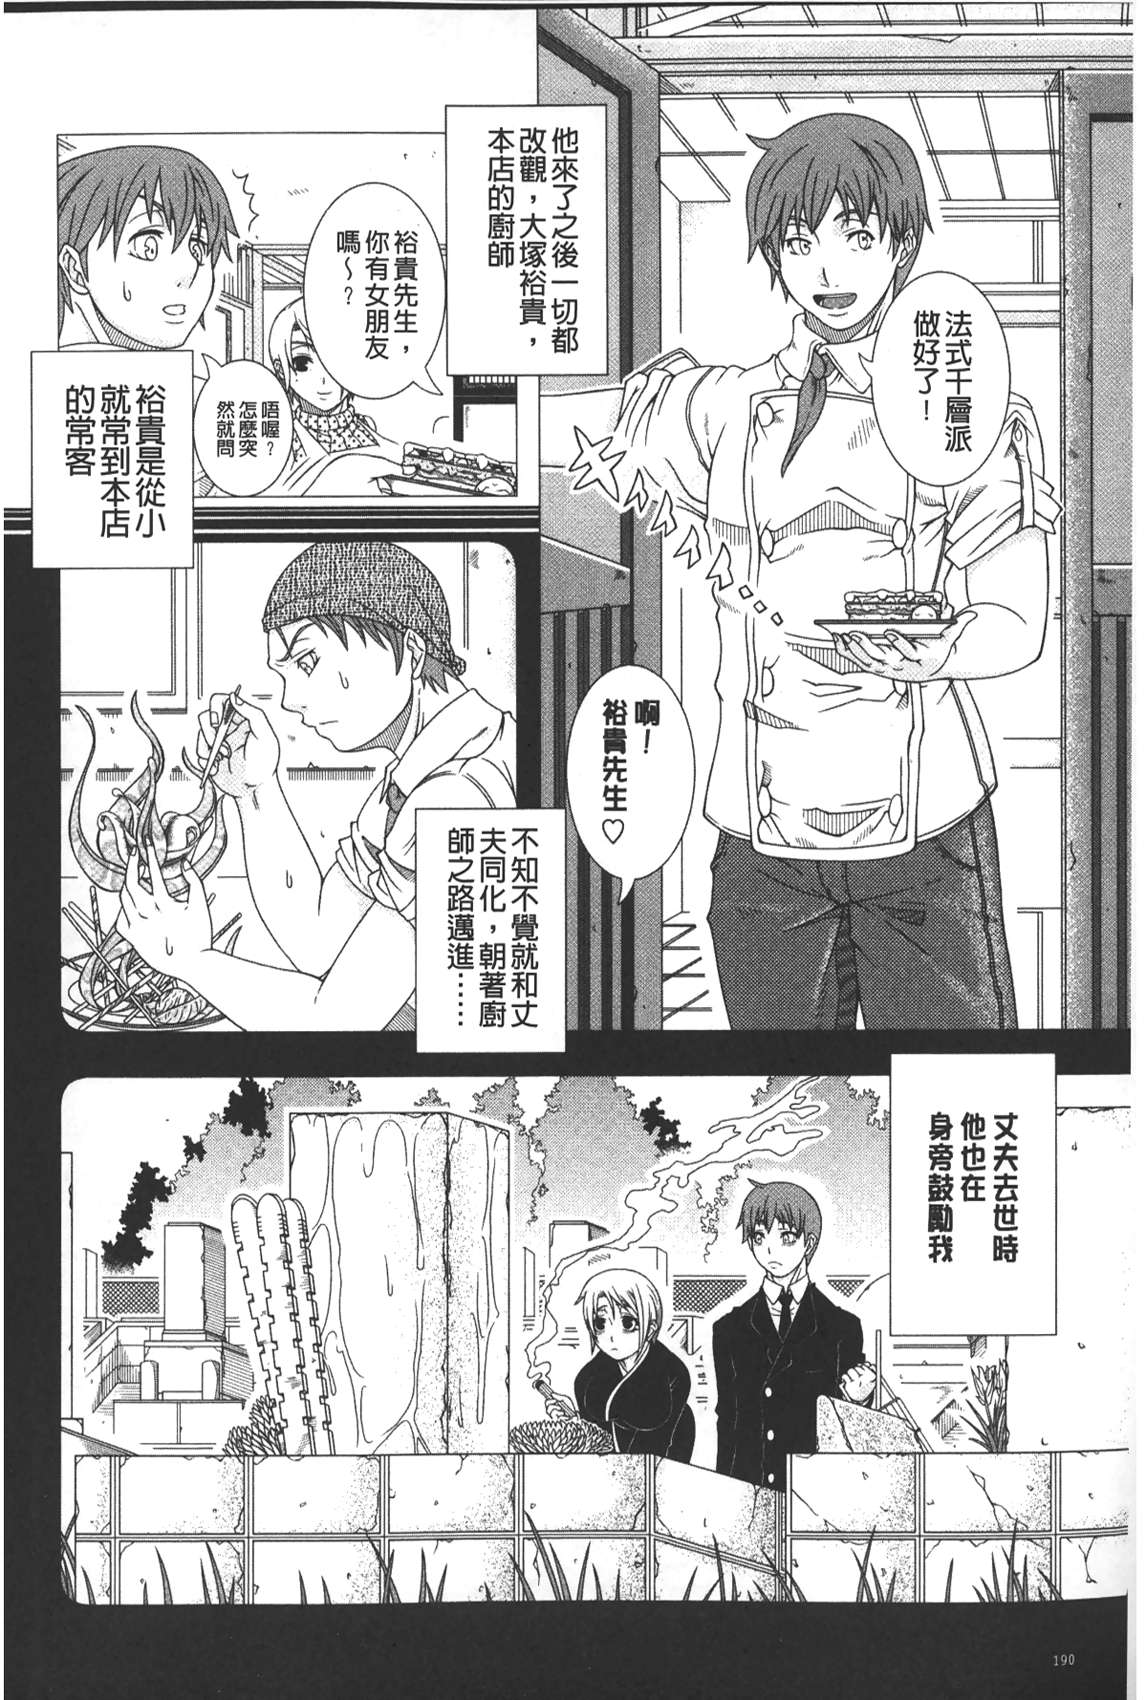 法式千層派
做好了！
他來了之後一切都
改觀，大塚裕貴，
本店的廚師
啊！
裕貴先生♡
裕貴先生，
你有女朋友
嗎～？
唔喔？
怎麼突
然就問
裕貴是從小
就常到本店
的常客
不知不覺就和丈
夫同化，朝著廚
師之路邁進……
丈夫去世時
他也在
身旁鼓勵我
190